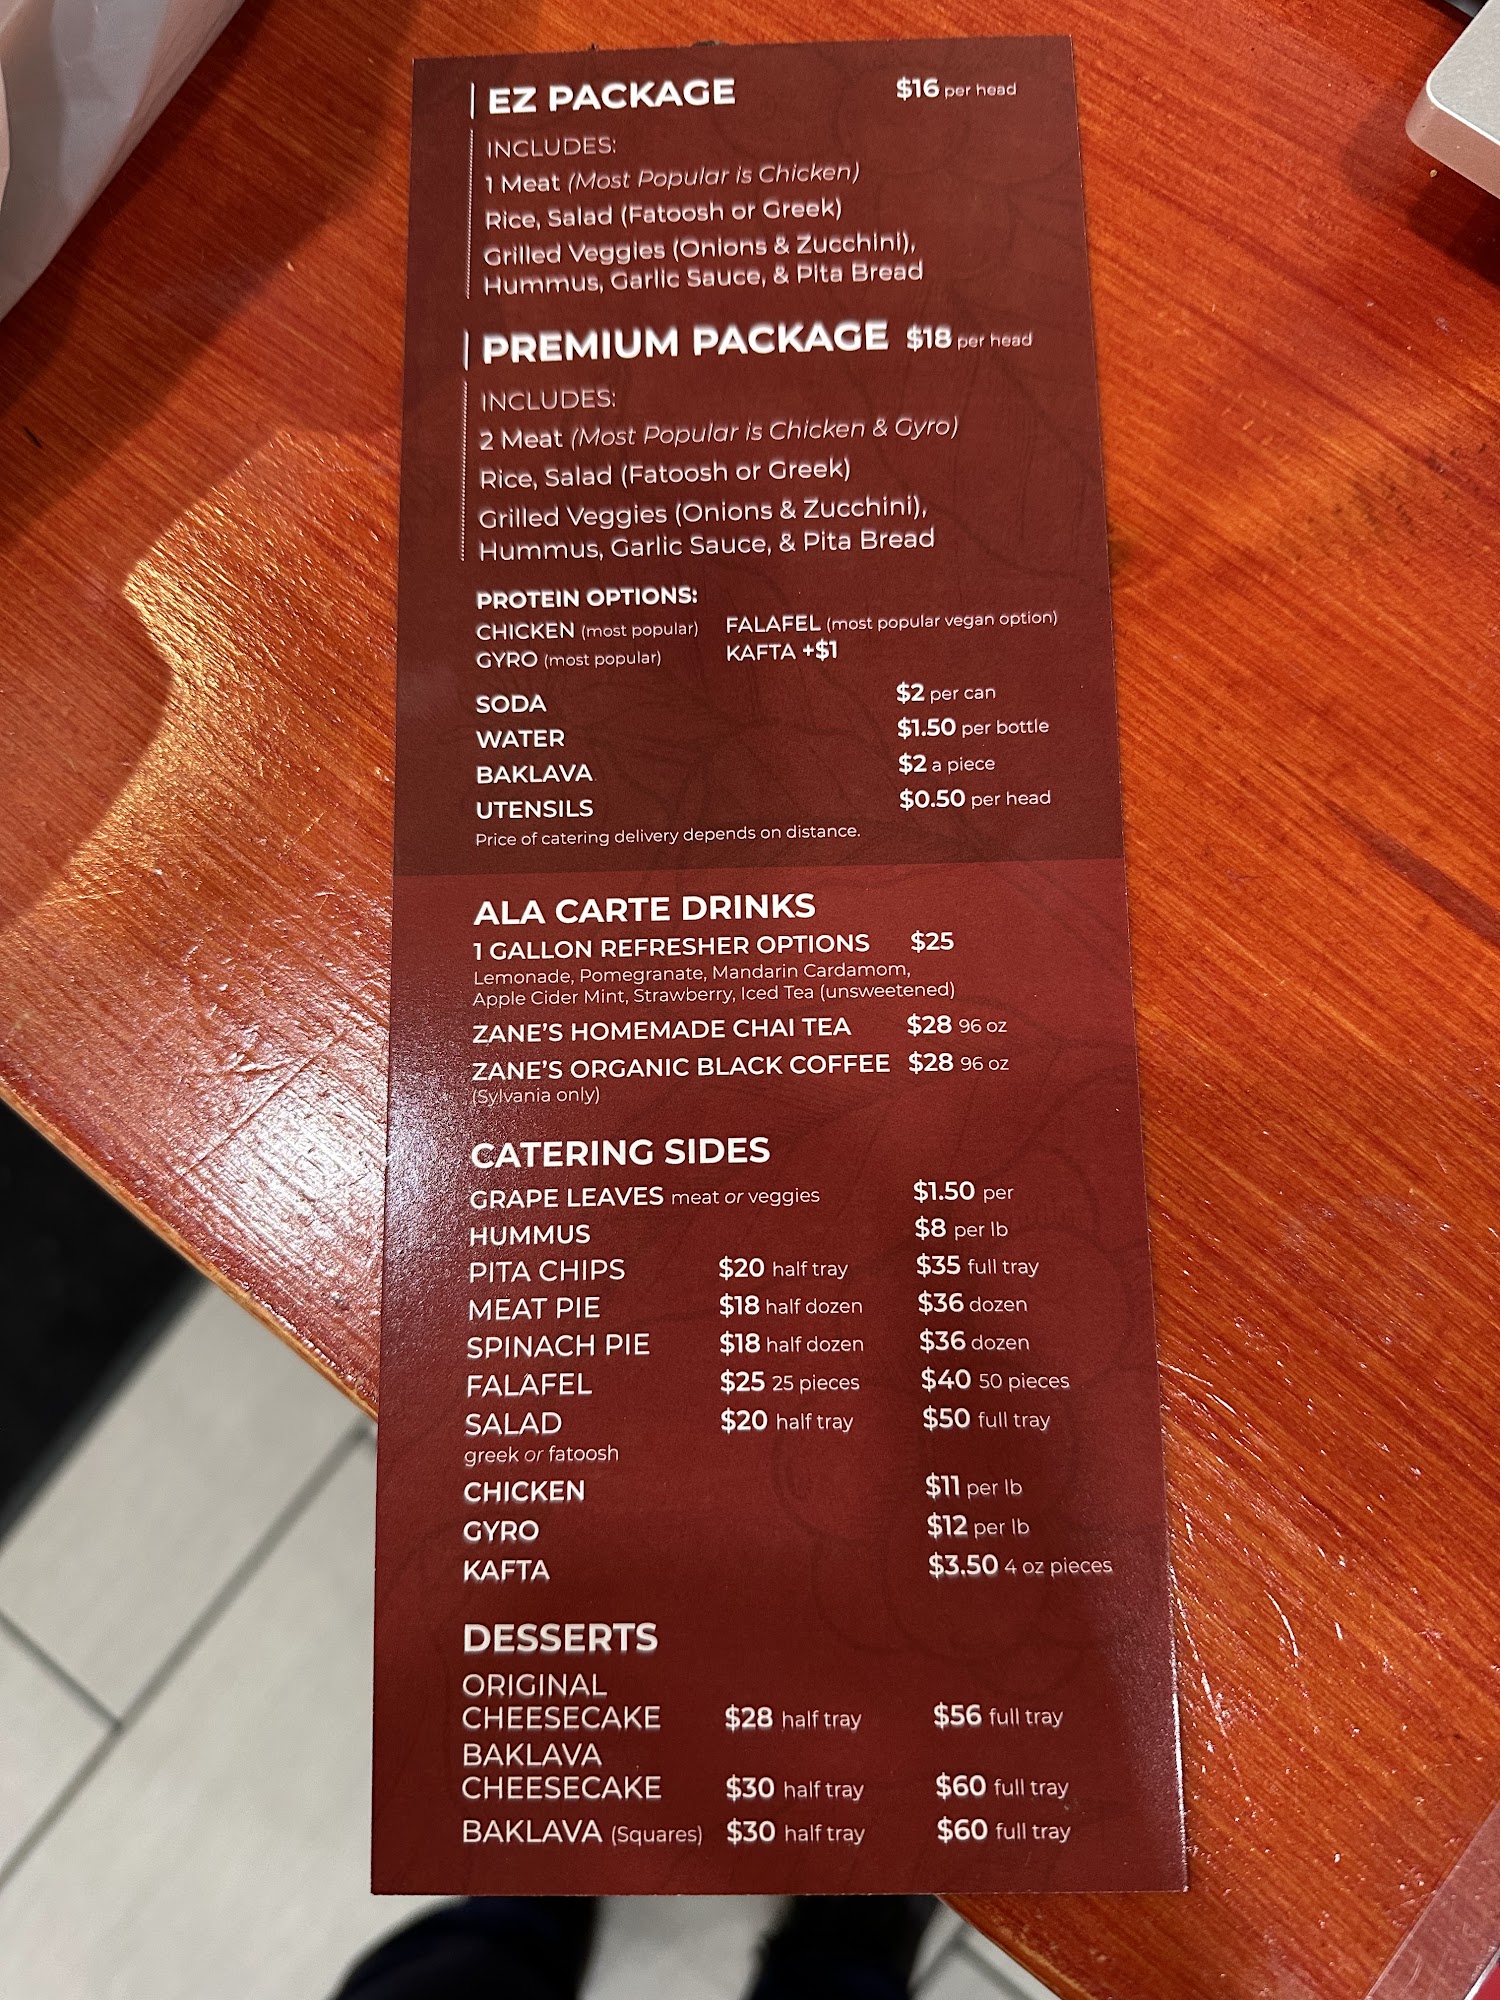 EZ PACKAGE $16 per head
INCLUDES:
1 Meat (Most Popular is Chicken)
Rice, Salad (Fatoosh or Greek)
Grilled Veggies (Onions & Zucchini),
Hummus, Garlic Sauce, & Pita Bread
PREMIUM PACKAGE $18 per head
INCLUDES:
2 Meat (Most Popular is Chicken & Gyro)
Rice, Salad (Fatoosh or Greek)
Grilled Veggies (Onions & Zucchini),
Hummus, Garlic Sauce, & Pita Bread
PROTEIN OPTIONS:
CHICKEN (most popular) FALAFEL (most popular vegan option)
GYRO (most popular) KAFTA +$1
SODA $2 per can
WATER $1.50 per bottle
BAKLAVA $2 a piece
UTENSILS $0.50 per head
Price of catering delivery depends on distance.
ALA CARTE DRINKS
1 GALLON REFRESHER OPTIONS $25
Lemonade, Pomegranate, Mandarin Cardamom,
Apple Cider Mint, Strawberry, Iced Tea (unsweetened)
ZANE'S HOMEMADE CHAI TEA $28 96 oz
ZANE'S ORGANIC BLACK COFFEE $28 96 oz
(Sylvania only)
CATERING SIDES
GRAPE LEAVES meat or veggies $1.50 per
HUMMUS $8 per lb
PITA CHIPS $20 half tray $35 full tray
MEAT PIE $18 half dozen $36 dozen
SPINACH PIE $18 half dozen $36 dozen
FALAFEL $25 25 pieces $40 50 pieces
SALAD $20 half tray $50 full tray
greek or fatoosh
CHICKEN $11 per lb
GYRO $12 per lb
KAFTA $3.50 4 oz pieces
DESSERTS
ORIGINAL
CHEESECAKE $28 half tray $56 full tray
BAKLAVA
CHEESECAKE $30 half tray $60 full tray
BAKLAVA (Squares) $30 half tray $60 full tray